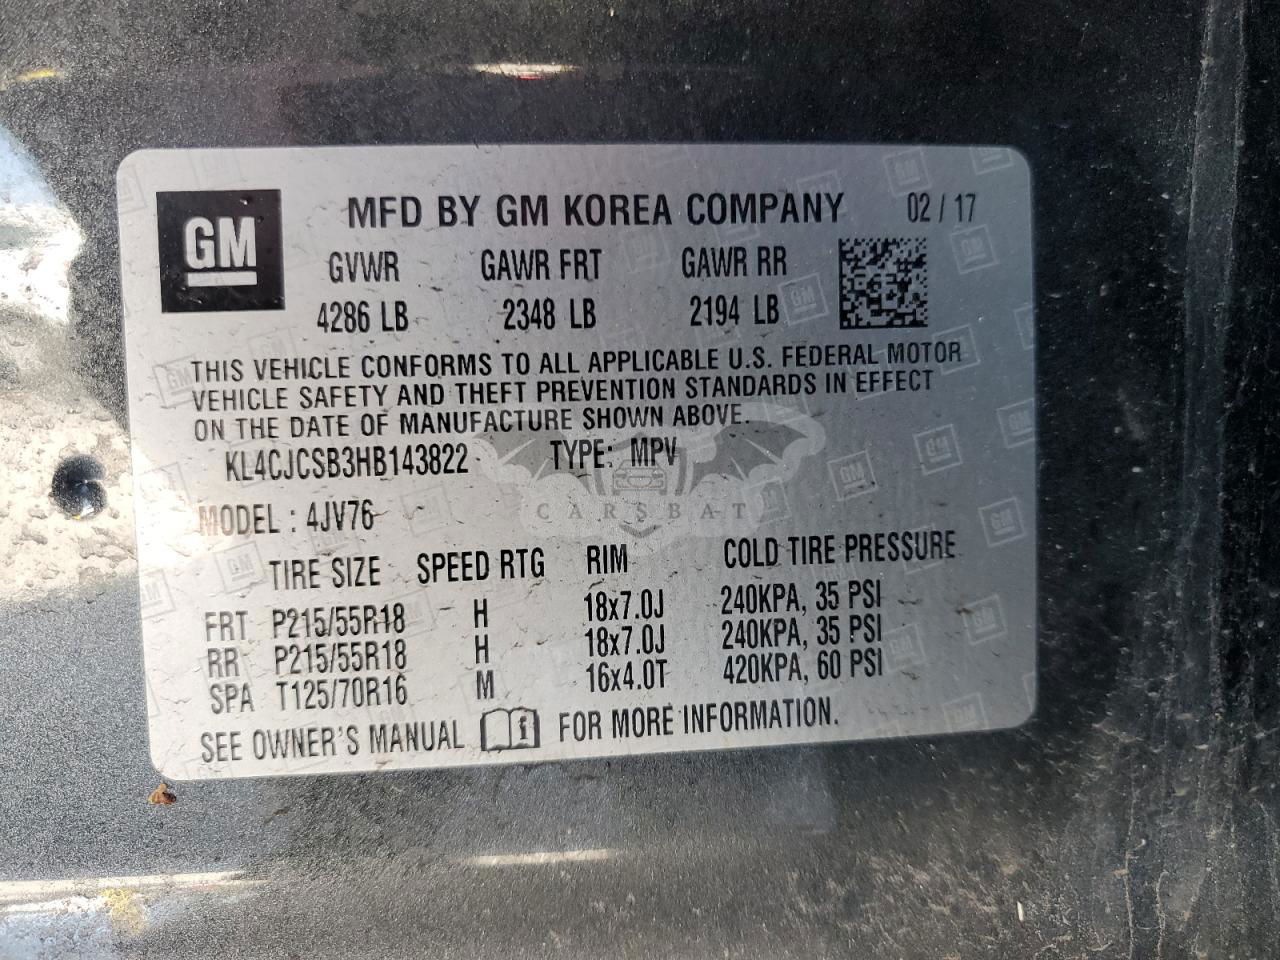 GM
MFD BY GM KOREA COMPANY 02 / 17
GVWR GAWR FRT GAWR RR
4286 LB 2348 LB 2194 LB
THIS VEHICLE CONFORMS TO ALL APPLICABLE U.S. FEDERAL MOTOR
VEHICLE SAFETY AND THEFT PREVENTION STANDARDS IN EFFECT
ON THE DATE OF MANUFACTURE SHOWN ABOVE.
KL4CJCSB3HB143822 TYPE: MPV
CARSBAT
MODEL : 4JV76
TIRE SIZE SPEED RTG RIM COLD TIRE PRESSURE
FRT P215/55R18 H 18x7.0J 240KPA, 35 PSI
RR P215/55R18 H 18x7.0J 240KPA, 35 PSI
SPA T125/70R16 M 16x4.0T 420KPA, 60 PSI
SEE OWNER'S MANUAL FOR MORE INFORMATION.